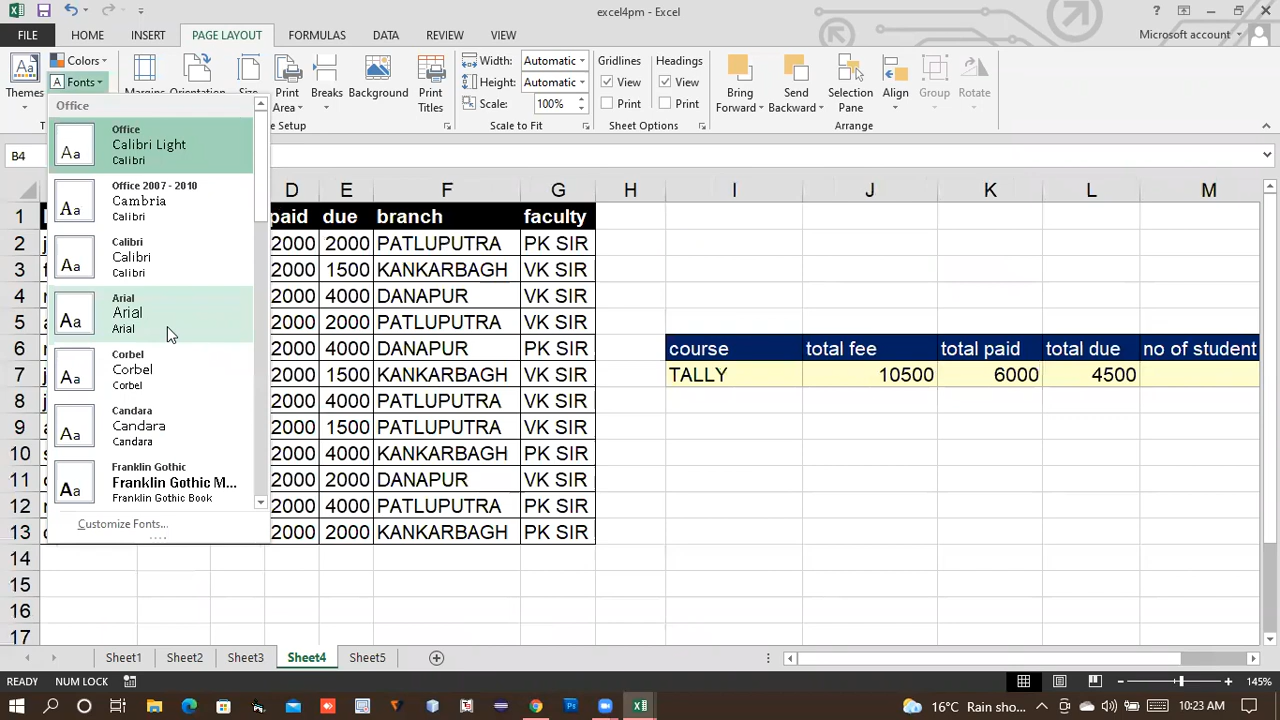 excel4pm - Excel
FILE HOME INSERT PAGE LAYOUT FORMULAS DATA REVIEW VIEW Microsoft account
Themes
Colors
Fonts
Margins Orientation Size
Print Area
Breaks
Background
Print Titles
Width: Automatic
Height: Automatic
Scale: 100%
Gridlines
View
Print
Headings
View
Print
Bring Forward
Send Backward
Selection Pane
Align
Group
Rotate
Scale to Fit
Sheet Options
Arrange
B4
Office
Office
Calibri Light
Calibri
Office 2007 - 2010
Cambria
Calibri
Calibri
Calibri
Calibri
Arial
Arial
Arial
Corbel
Corbel
Corbel
Candara
Candara
Candara
Franklin Gothic
Franklin Gothic M...
Franklin Gothic Book
Customize Fonts...
D E F G H I J K L M
1 paid due branch faculty
2 2000 2000 PATLUPUTRA PK SIR
3 2000 1500 KANKARBAGH VK SIR
4 2000 4000 DANAPUR VK SIR
5 2000 2000 PATLUPUTRA VK SIR
6 2000 4000 DANAPUR PK SIR course total fee total paid total due no of student
7 2000 1500 KANKARBAGH VK SIR TALLY 10500 6000 4500
8 2000 4000 PATLUPUTRA VK SIR
9 2000 1500 PATLUPUTRA VK SIR
10 2000 4000 KANKARBAGH PK SIR
11 2000 2000 DANAPUR VK SIR
12 2000 4000 PATLUPUTRA PK SIR
13 2000 2000 KANKARBAGH PK SIR
14
15
16
17
Sheet1 Sheet2 Sheet3 Sheet4 Sheet5
READY NUM LOCK 145%
16°C Rain sho... 10:23 AM